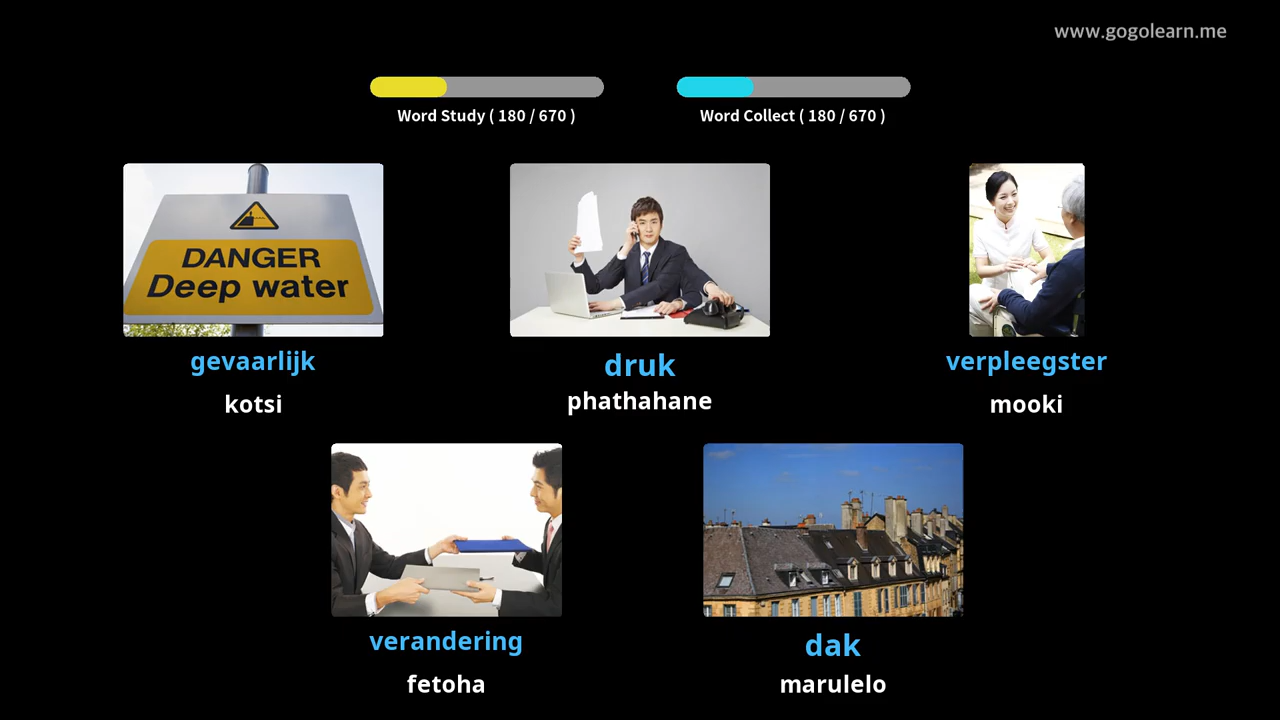 www.gogolearn.me
Word Study ( 180 / 670 )
Word Collect ( 180 / 670 )
DANGER
Deep water
gevaarlijk
kotsi
druk
phathahane
verpleegster
mooki
verandering
fetoha
dak
marulelo